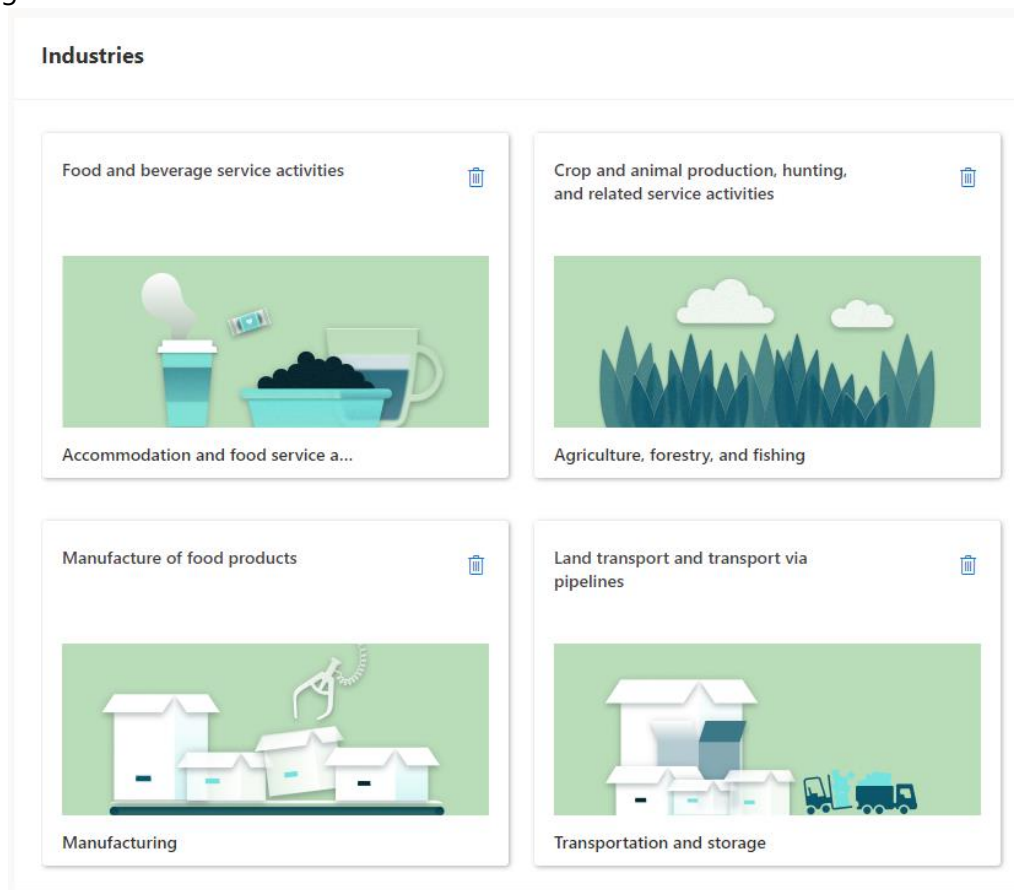 Industries
Food and beverage service activities
Crop and animal production, hunting,
and related service activities
Accommodation and food service a...
Agriculture, forestry, and fishing
Manufacture of food products
Land transport and transport via
pipelines
Manufacturing
Transportation and storage